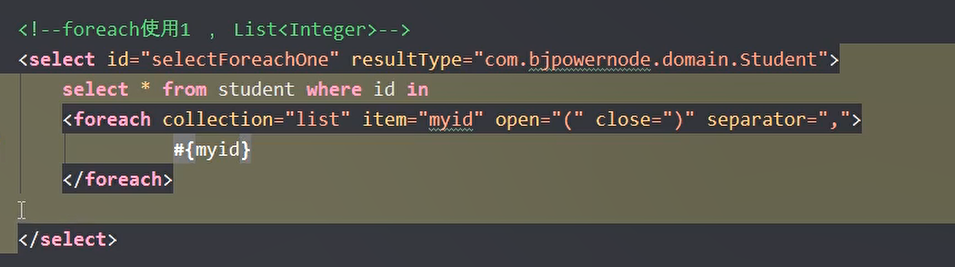 <!--foreach使用1 , List<Integer>-->
<select id="selectForeachOne" resultType="com.bjpowernode.domain.Student">
select * from student where id in
<foreach collection="list" item="myid" open="(" close=")" separator=",">
#{myid}
</foreach>
</select>